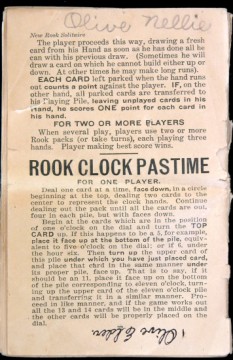 Olive Nellie
New Rook Solitaire
The player proceeds this way, drawing a fresh
card from his Hand as soon as he has done all he
can with his previous draw. (Sometimes he will
draw a card on which he cannot build either up or
down. At other times he may make long runs).
EACH CARD left parked when the hand runs
out counts a point against the player. IF, on the
other hand, all parked cards are transferred to
his Playing Pile, leaving unplayed cards in his
hand, he scores ONE point for each card in
his hand.
FOR TWO OR MORE PLAYERS
When several play, players use two or more
Rook packs (or take turns), each playing three
hands. Player making best score wins.
ROOK CLOCK PASTIME
FOR ONE PLAYER.
Deal one card at a time, face down, in a circle
beginning at the top, dealing two cards to the
center to represent the clock hands. Continue
dealing out the pack until all the cards are out,
four in each pile, but with faces down.
Begin at the cards which are in the position
of one o'clock on the dial and turn the TOP
CARD up. If this happens to be a 5, for example,
place it face up at the bottom of the pile, equiv-
alent to five o'clock on the dial; or if 6, under
the hour six. Then turn up the upper card of
this pile under which you have just placed card,
and place that card in the same manner under
its proper pile, face up. That is to say, if it
should be an 11, place it face up on the bottom
of the pile corresponding to eleven o'clock, turn-
ing up the upper card of the eleven o'clock pile
and transferring it in a similar manner. Pro-
ceed in like manner, and if the game works out
all the 13 and 14 cards will be in the middle and
the other cards will be properly placed on the
dial.
Olive